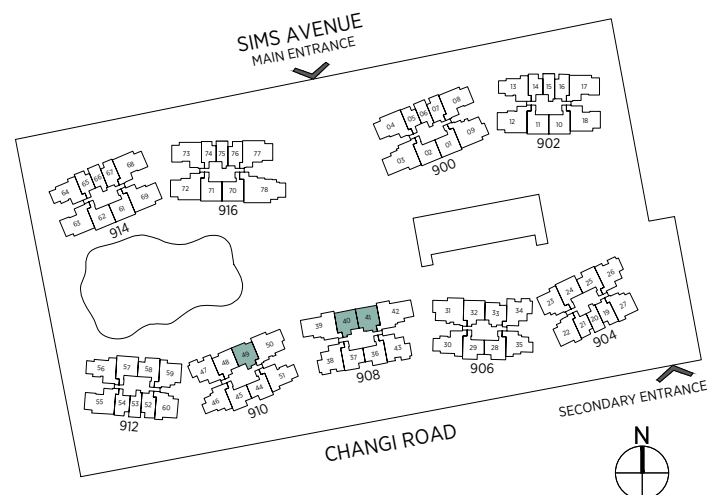 SIMS AVENUE
MAIN ENTRANCE
04 05 06 07 08
03 02 01 09
900
13 14 15 16 17
12 11 10 18
902
64 65 66 67 68
63 62 61 69
914
73 74 75 76 77
72 71 70 78
916
23 24 25 26
22 21 20 19 27
904
31 32 33 34
30 29 28 35
906
39 40 41 42
38 37 36 43
908
47 48 49 50
46 45 44 51
910
56 57 58 59
55 54 53 52 60
912
SECONDARY ENTRANCE
CHANGI ROAD
N